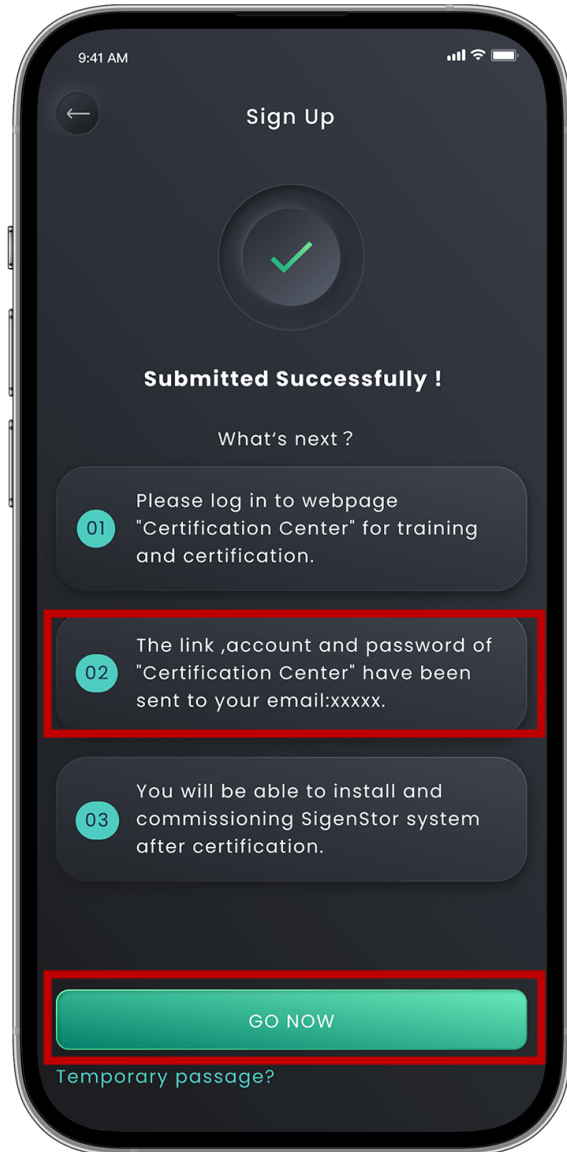 9:41 AM
Sign Up
Submitted Successfully !
What's next ?
Please log in to webpage
01
"Certification Center" for training
and certification.
The link ,account and password of
02
"Certification Center" have been
sent to your email:xxxxx.
You will be able to install and
03
commissioning SigenStor system
after certification.
GO NOW
Temporary passage?